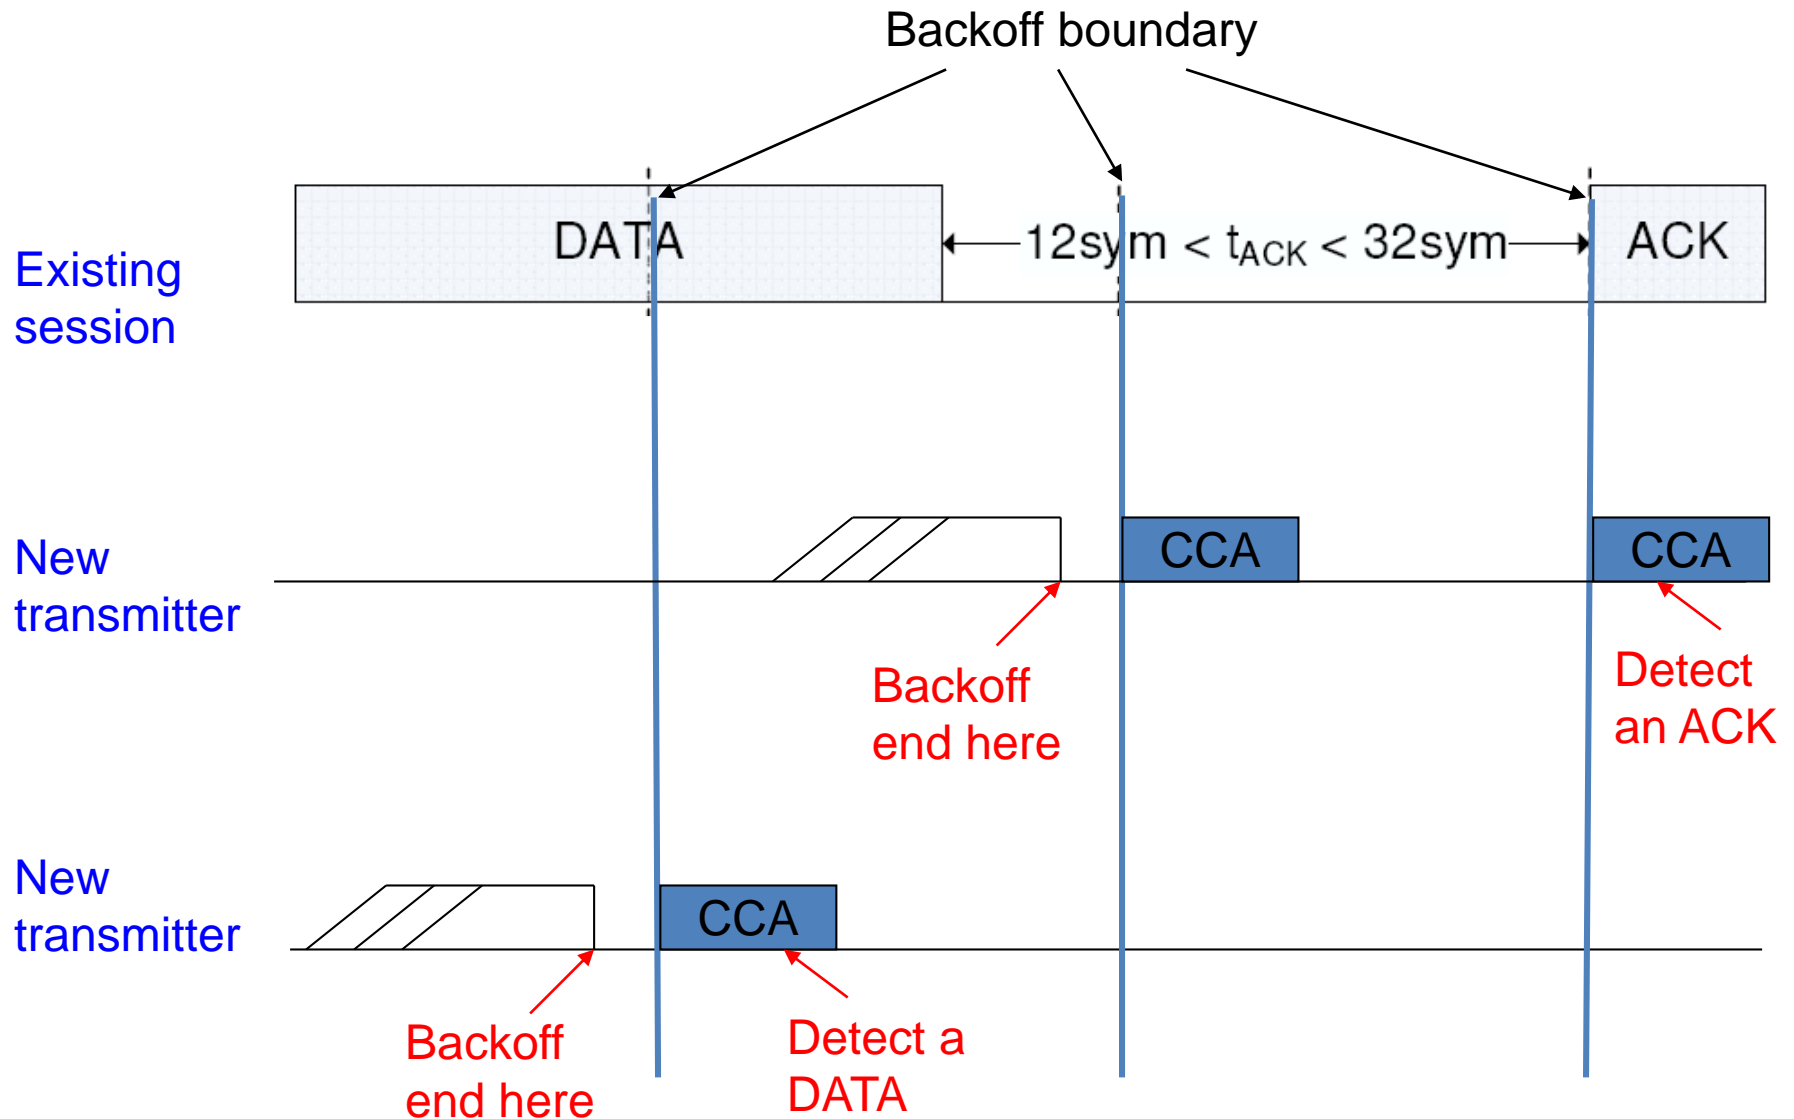 Backoff boundary
DATA
12sym < tACK < 32sym
ACK
Existing
session
New
transmitter
CCA
CCA
Backoff
end here
Detect
an ACK
New
transmitter
CCA
Backoff
end here
Detect a
DATA